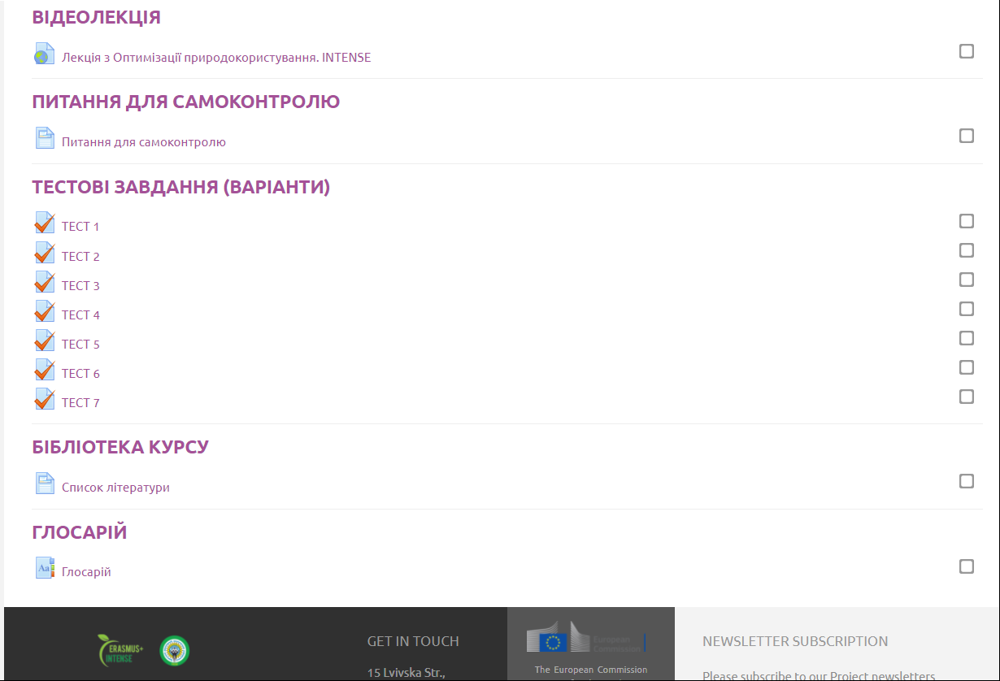 ВІДЕОЛЕКЦІЯ
Лекція з Оптимізації природокористування. INTENSE
ПИТАННЯ ДЛЯ САМОКОНТРОЛЮ
Питання для самоконтролю
ТЕСТОВІ ЗАВДАННЯ (ВАРІАНТИ)
ТЕСТ 1
ТЕСТ 2
ТЕСТ 3
ТЕСТ 4
ТЕСТ 5
ТЕСТ 6
ТЕСТ 7
БІБЛІОТЕКА КУРСУ
Список літератури
ГЛОСАРІЙ
Aa
Глосарій
ERASMUS+
INTENSE
GET IN TOUCH
15 Lvivska Str.,
European
Commission
The European Commission
NEWSLETTER SUBSCRIPTION
Please subscribe to our Project newsletters